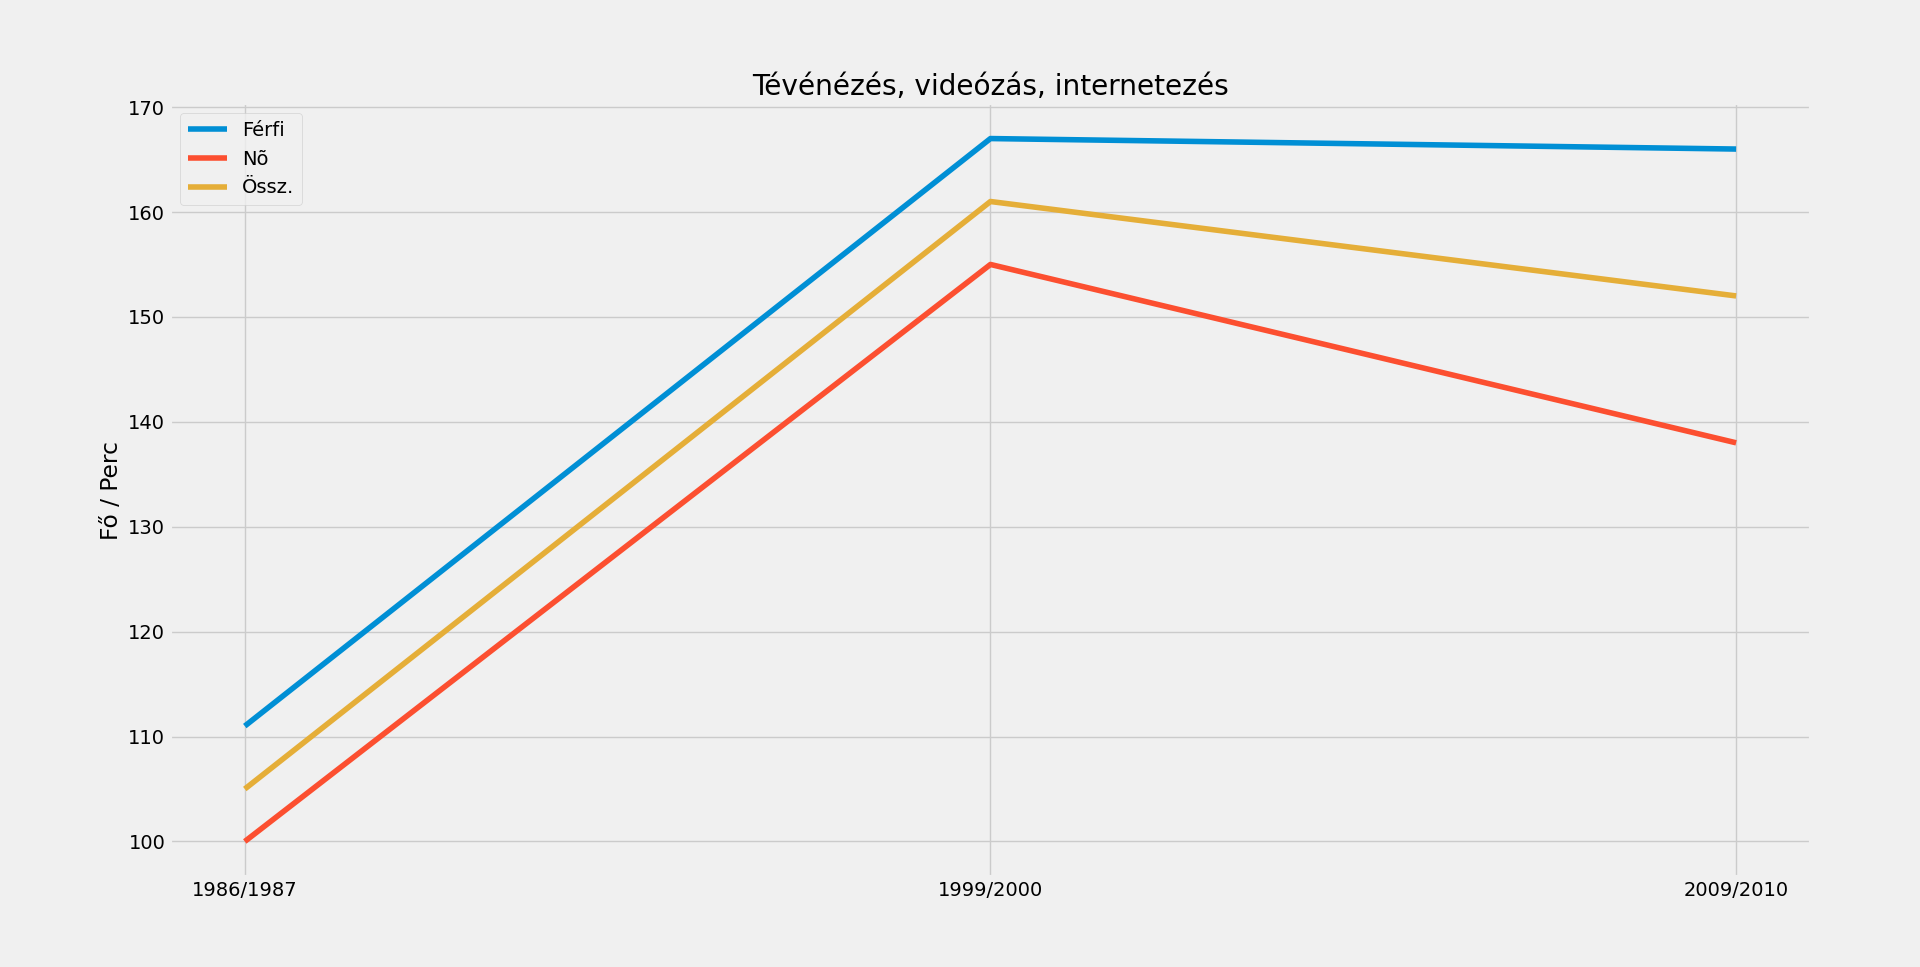 Tévénézés, videózás, internetezés
Férfi
Nõ
Össz.
Fő / Perc
170
160
150
140
130
120
110
100
1986/1987
1999/2000
2009/2010